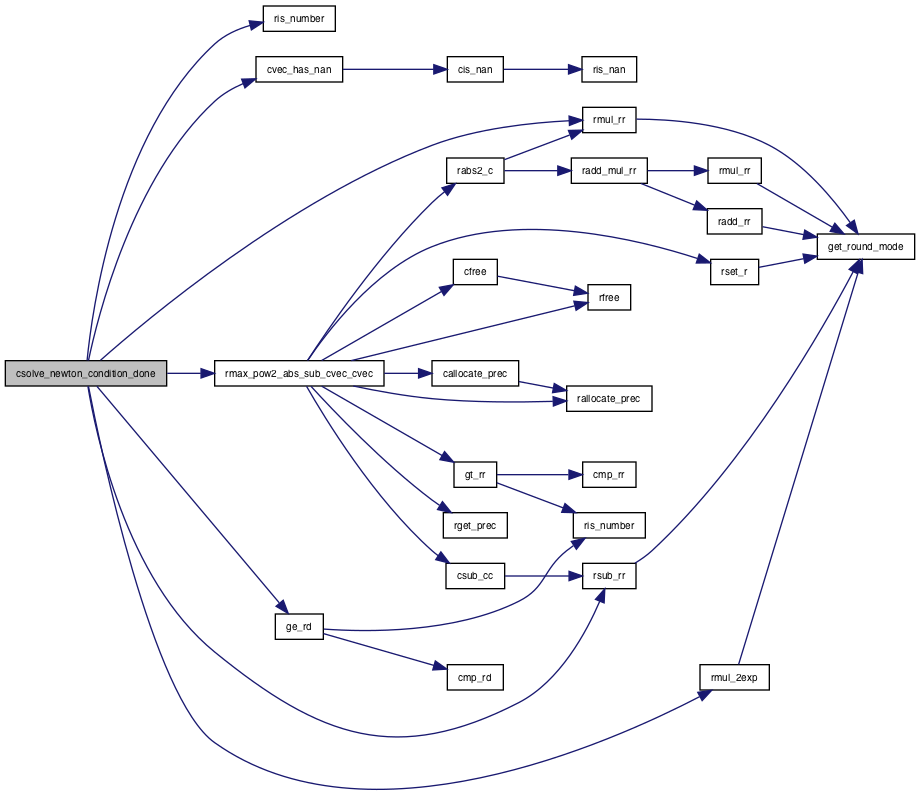 ris_number
cvec_has_nan
cis_nan
ris_nan
rmul_rr
rabs2_c
radd_mul_rr
rmul_rr
radd_rr
get_round_mode
cfree
rset_r
rfree
csolve_newton_condition_done
rmax_pow2_abs_sub_cvec_cvec
callocate_prec
rallocate_prec
gt_rr
cmp_rr
rget_prec
ris_number
csub_cc
rsub_rr
ge_rd
cmp_rd
rmul_2exp